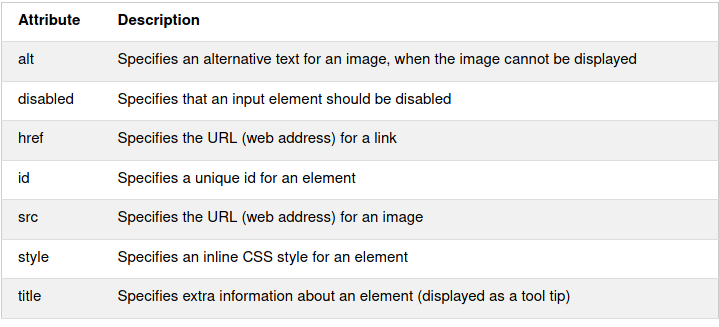 Attribute Description
alt Specifies an alternative text for an image, when the image cannot be displayed
disabled Specifies that an input element should be disabled
href Specifies the URL (web address) for a link
id Specifies a unique id for an element
src Specifies the URL (web address) for an image
style Specifies an inline CSS style for an element
title Specifies extra information about an element (displayed as a tool tip)